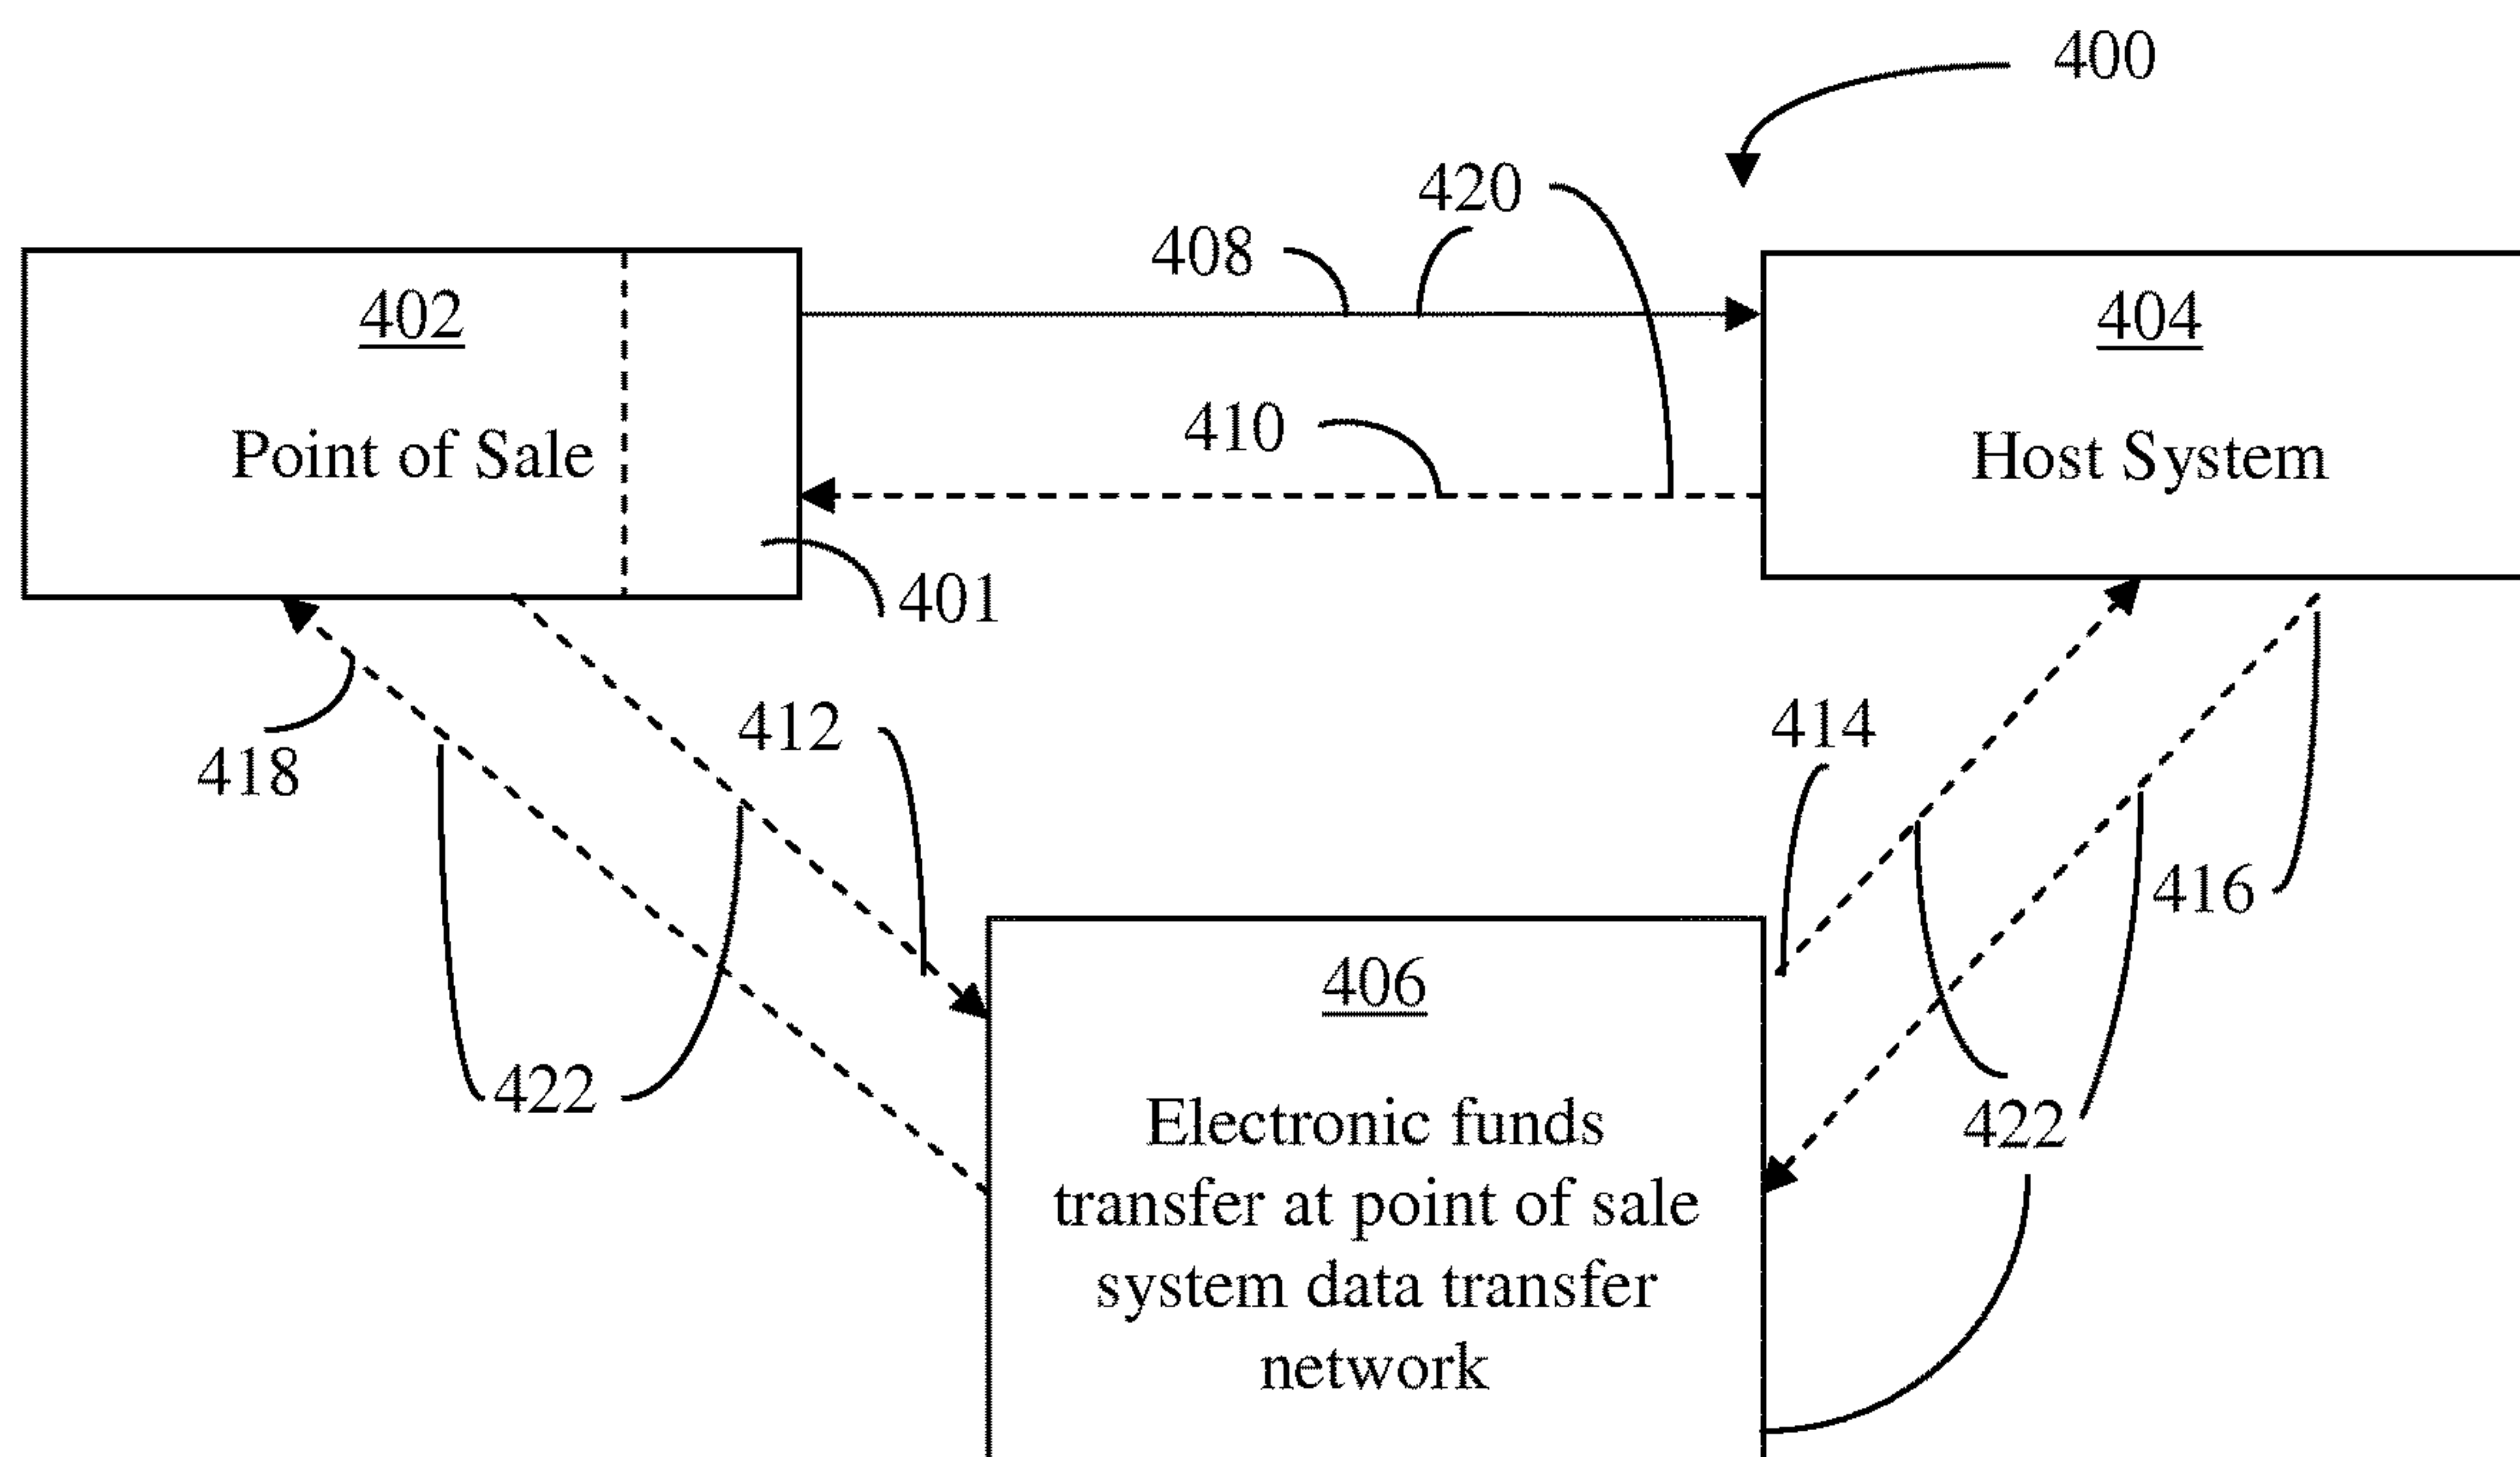 400
420
408
402
404
410
Point of Sale
Host System
401
412
414
418
416
406
422
Electronic funds
422
transfer at point of sale
system data transfer
network